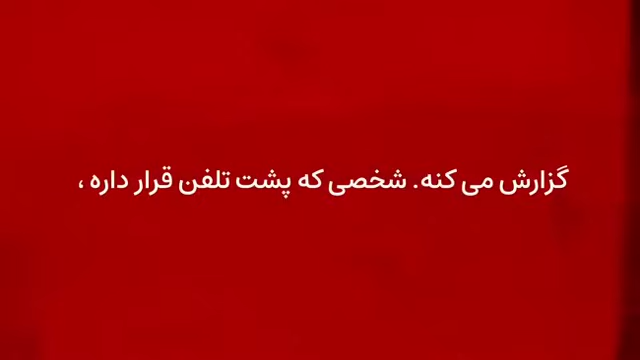 گزارش می کنه. شخصی که پشت تلفن قرار داره ،